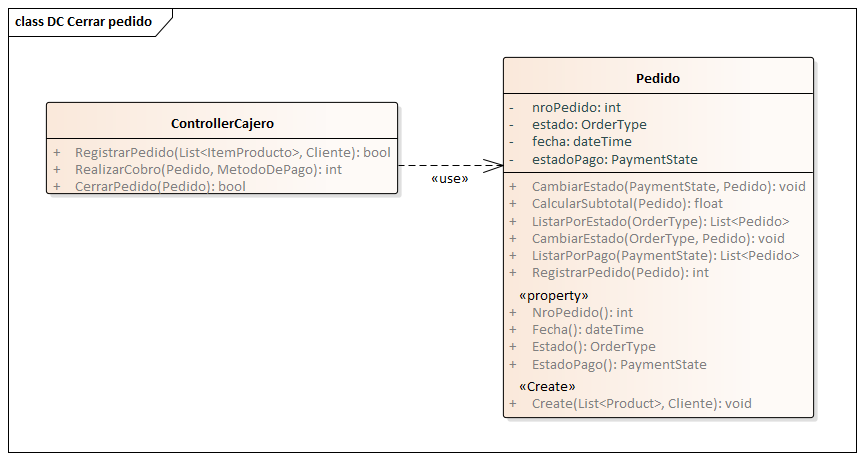 class DC Cerrar pedido
ControllerCajero
+ RegistrarPedido(List<ItemProducto>, Cliente): bool
+ RealizarCobro(Pedido, MetodoDePago): int
+ CerrarPedido(Pedido): bool
«use»
Pedido
- nroPedido: int
- estado: OrderType
- fecha: dateTime
- estadoPago: PaymentState
+ CambiarEstado(PaymentState, Pedido): void
+ CalcularSubtotal(Pedido): float
+ ListarPorEstado(OrderType): List<Pedido>
+ CambiarEstado(OrderType, Pedido): void
+ ListarPorPago(PaymentState): List<Pedido>
+ RegistrarPedido(Pedido): int
«property»
+ NroPedido(): int
+ Fecha(): dateTime
+ Estado(): OrderType
+ EstadoPago(): PaymentState
«Create»
+ Create(List<Product>, Cliente): void